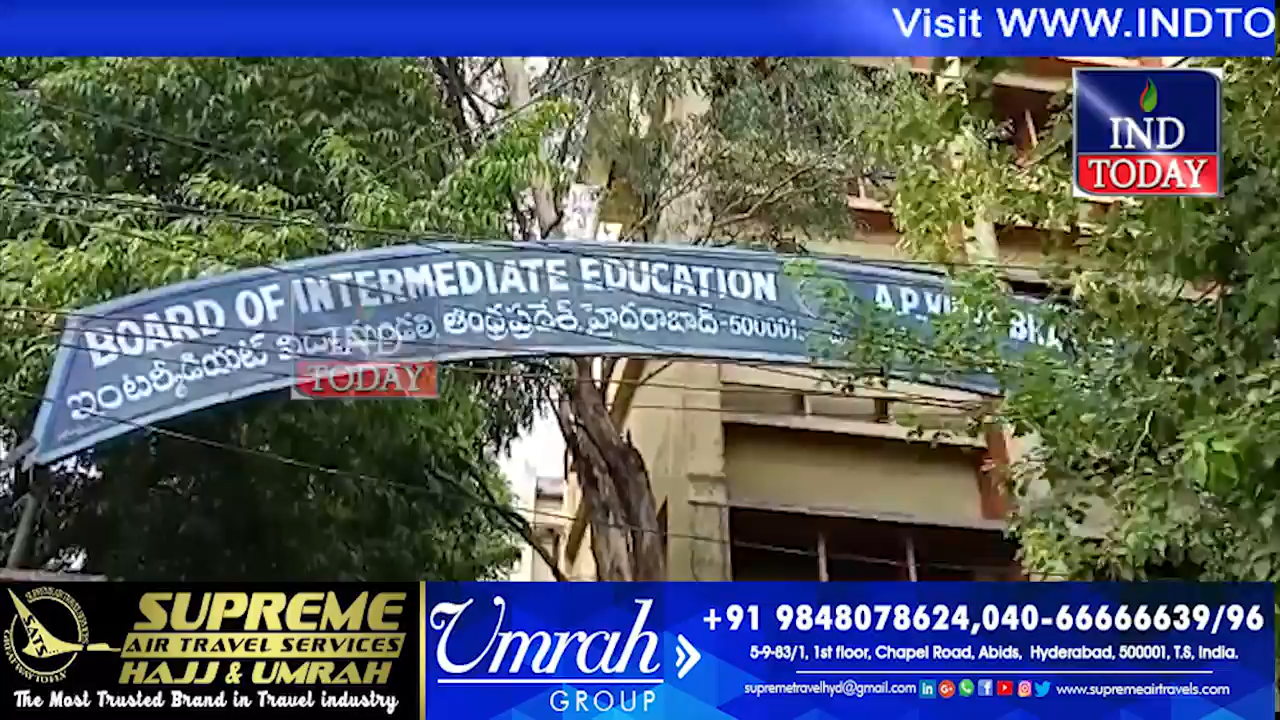 Visit WWW.INDTO
IND
TODAY
BOARD OF INTERMEDIATE EDUCATION
A.P.
ఇంటర్మీడియట్ విద్యామండలి, ఆంధ్రప్రదేశ్, హైదరాబాద్-500001.
TODAY
SUPREME
AIR TRAVEL SERVICES
HAJJ & UMRAH
The Most Trusted Brand in Travel industry
SATS
Umrah
GROUP
+91 9848078624,040-66666639/96
5-9-83/1, 1st floor, Chapel Road, Abids, Hyderabad, 500001, T.S, India.
supremetravelhyd@gmail.com
www.supremeairtravels.com